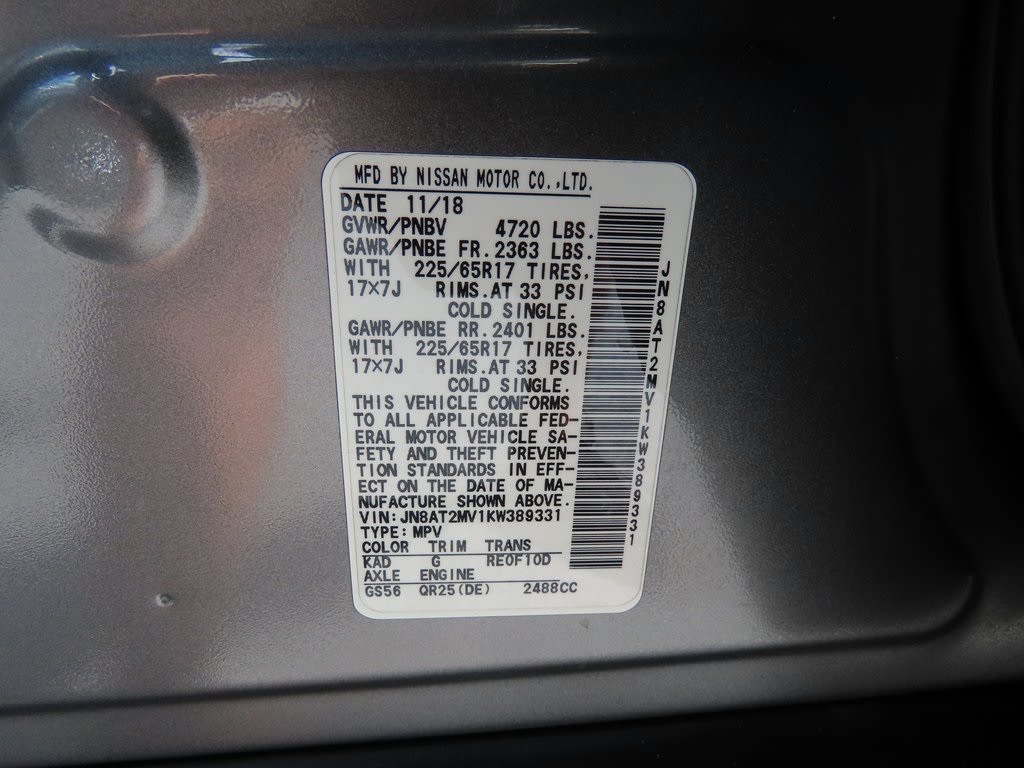 MFD BY NISSAN MOTOR CO.,LTD.
DATE 11/18
GVWR/PNBV 4720 LBS.
GAWR/PNBE FR. 2363 LBS.
WITH 225/65R17 TIRES,
17×7J RIMS. AT 33 PSI
COLD SINGLE.
GAWR/PNBE RR. 2401 LBS.
WITH 225/65R17 TIRES,
17×7J RIMS. AT 33 PSI
COLD SINGLE.
THIS VEHICLE CONFORMS
TO ALL APPLICABLE FED-
ERAL MOTOR VEHICLE SA-
FETY AND THEFT PREVEN-
TION STANDARDS IN EFF-
ECT ON THE DATE OF MA-
NUFACTURE SHOWN ABOVE.
VIN: JN8AT2MV1KW389331
TYPE: MPV
COLOR TRIM TRANS
KAD G RE0F10D
AXLE ENGINE
GS56 QR25(DE) 2488CC
JN8AT2MV1KW389331